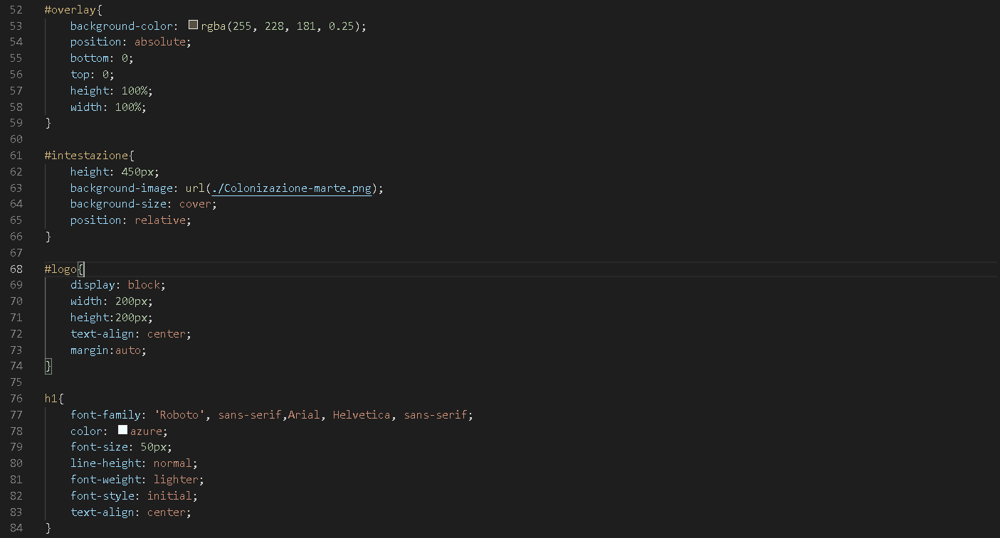 52 #overlay{
53 background-color: rgba(255, 228, 181, 0.25);
54 position: absolute;
55 bottom: 0;
56 top: 0;
57 height: 100%;
58 width: 100%;
59 }
60
61 #intestazione{
62 height: 450px;
63 background-image: url(./Colonizazione-marte.png);
64 background-size: cover;
65 position: relative;
66 }
67
68 #logo{
69 display: block;
70 width: 200px;
71 height:200px;
72 text-align: center;
73 margin:auto;
74 }
75
76 h1{
77 font-family: 'Roboto', sans-serif,Arial, Helvetica, sans-serif;
78 color: azure;
79 font-size: 50px;
80 line-height: normal;
81 font-weight: lighter;
82 font-style: initial;
83 text-align: center;
84 }